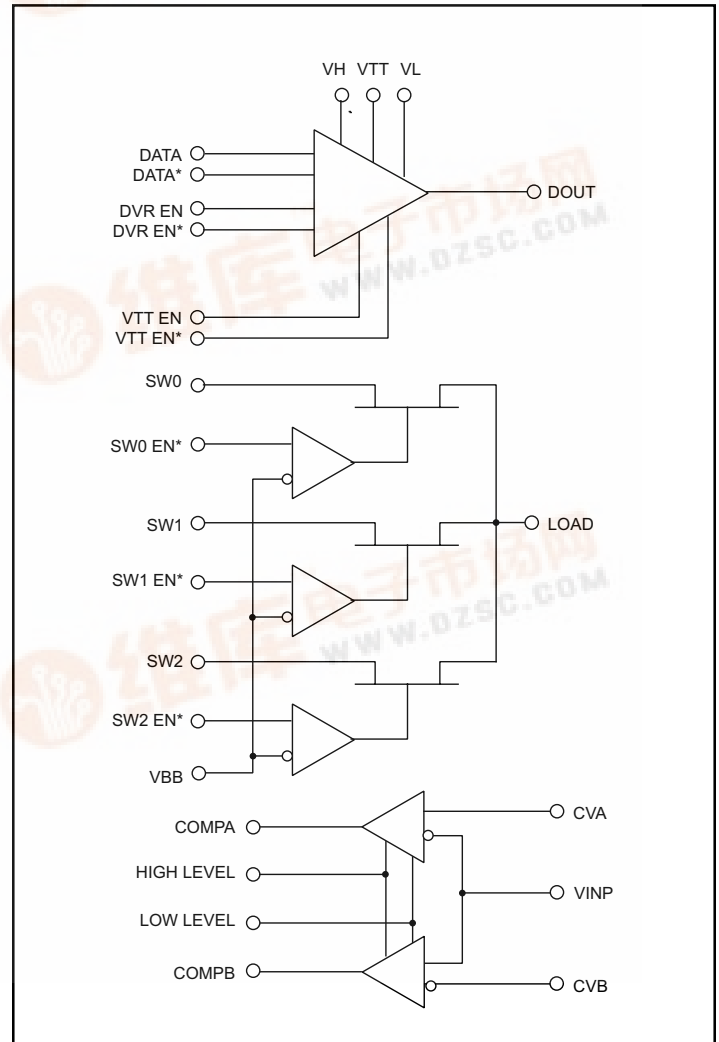 VH VTT VL
DATA
DATA*
DVR EN
DVR EN*
DOUT
VTT EN
VTT EN*
SW0
SW0 EN*
SW1
LOAD
SW1 EN*
SW2
SW2 EN*
VBB
COMPA
CVA
HIGH LEVEL
VINP
LOW LEVEL
COMPB
CVB
维库电子市场网
WWW.DZSC.COM
维库电子市场网
WWW.DZSC.COM